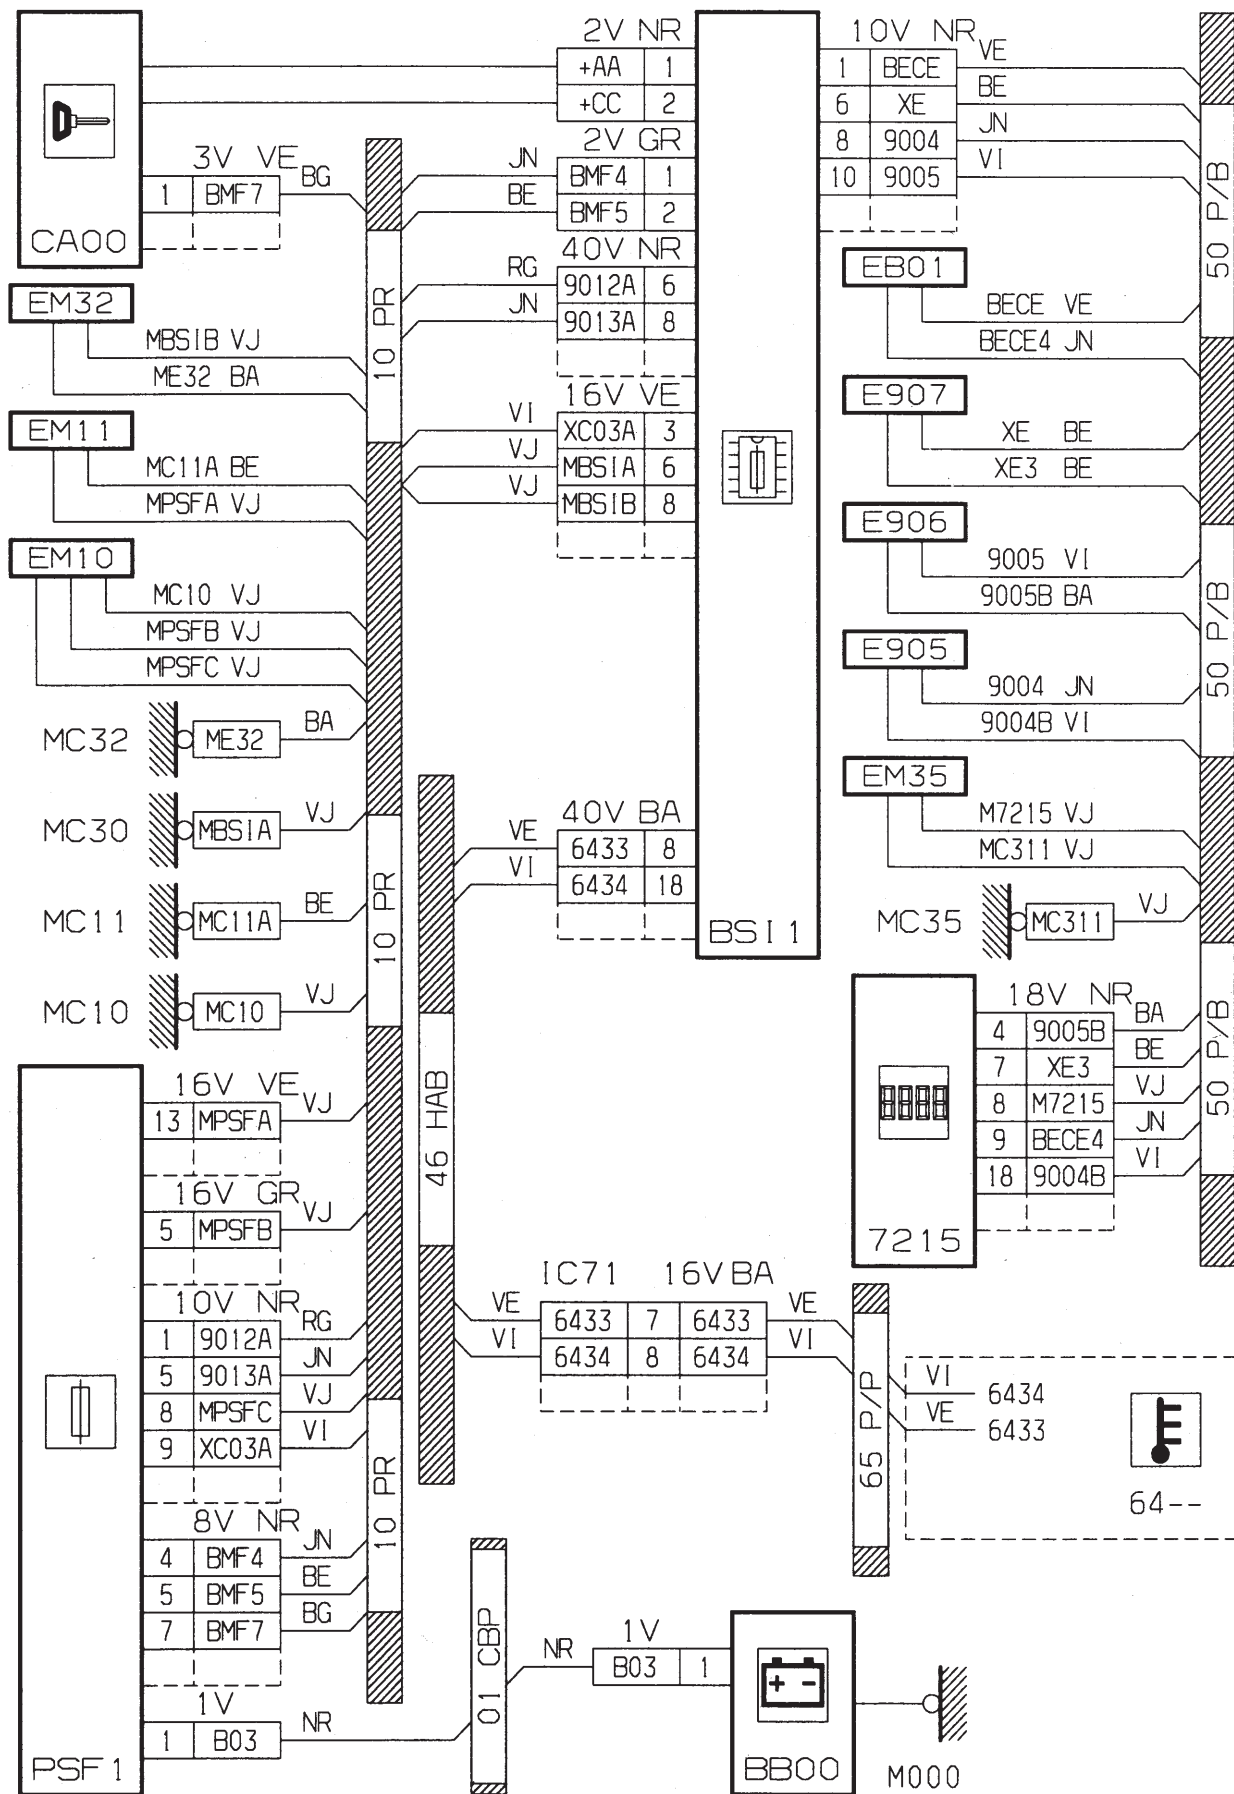 2V NR
+AA 1
+CC 2
2V GR
JN BMF4 1
BE BMF5 2
40V NR
RG 9012A 6
JN 9013A 8
16V VE
VI XC03A 3
VJ MBSIA 6
VJ MBSIB 8
40V BA
VE 6433 8
VI 6434 18
BSI1
3V VE
1 BMF7 BG
CA00
EM32
MBSIB VJ
ME32 BA
EM11
MC11A BE
MPSFA VJ
EM10
MC10 VJ
MPSFB VJ
MPSFC VJ
MC32 ME32 BA
MC30 MBSIA VJ
MC11 MC11A BE
MC10 MC10 VJ
10 PR
10 PR
10 PR
16V VE
13 MPSFA VJ
16V GR
5 MPSFB VJ
10V NR
1 9012A RG
5 9013A JN
8 MPSFC VJ
9 XC03A VI
8V NR
4 BMF4 JN
5 BMF5 BE
7 BMF7 BG
1V
1 B03 NR
PSF1
46 HAB
10V NR
1 BECE VE
6 XE BE
8 9004 JN
10 9005 VI
EB01
BECE VE
BECE4 JN
E907
XE BE
XE3 BE
E906
9005 VI
9005B BA
E905
9004 JN
9004B VI
EM35
M7215 VJ
MC311 VJ
MC35 MC311 VJ
50 P/B
50 P/B
50 P/B
18V NR
4 9005B BA
7 XE3 BE
8 M7215 VJ
9 BECE4 JN
18 9004B VI
7215
IC71 16V BA
VE 6433 7 6433 VE
VI 6434 8 6434 VI
65 P/P
VI 6434
VE 6433
64--
01 CBP
1V
NR B03 1
+ -
BB00
M000